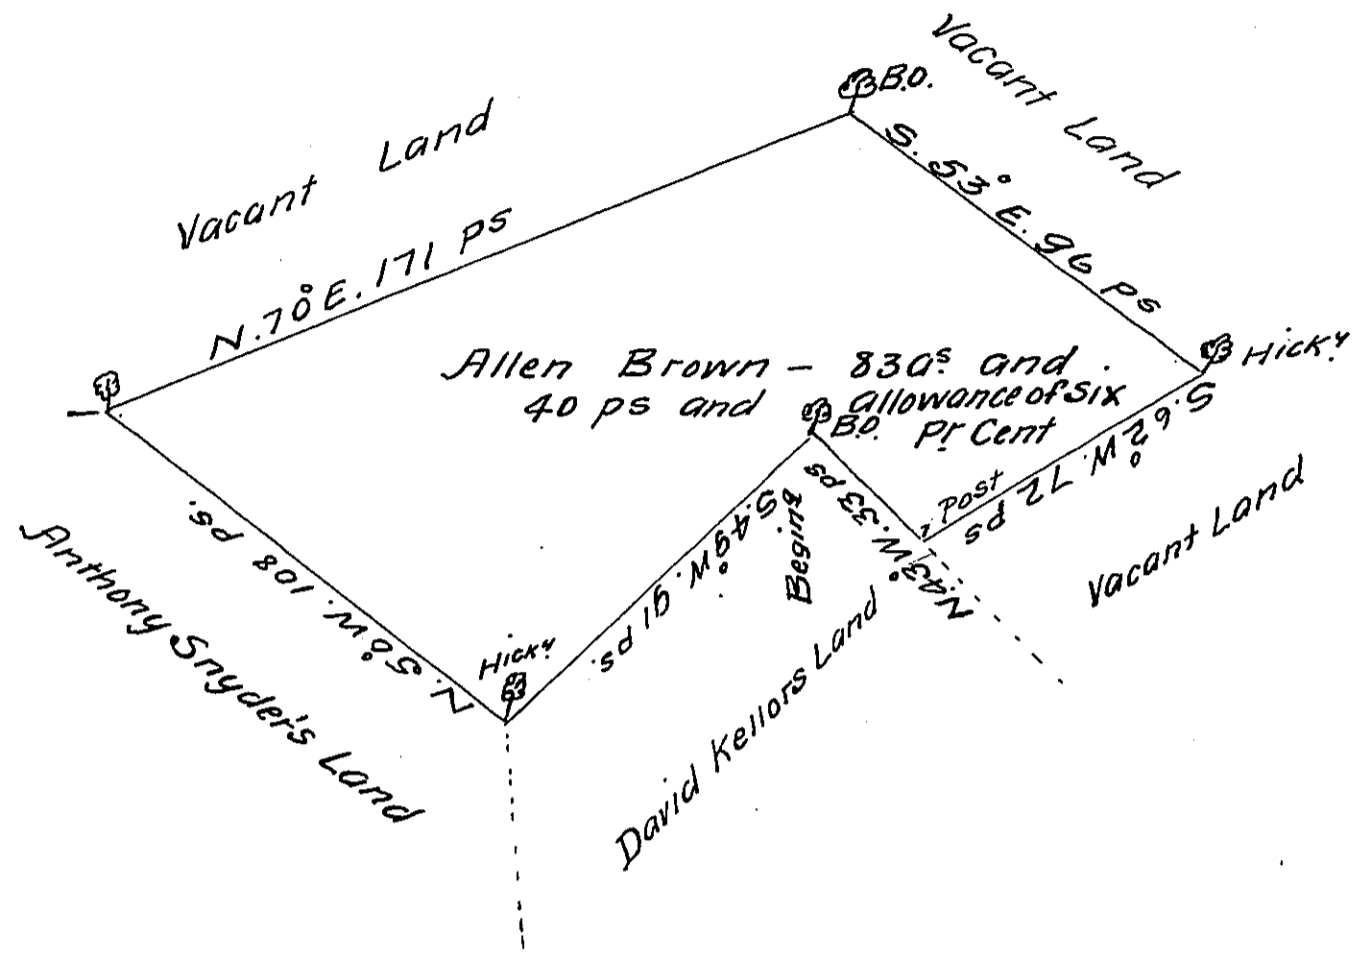 Vacant Land
B.O.
Vacant Land
N. 70° E. 171 ps
S. 53° E. 96 ps
Hicky
Allen Brown – 83as and
40 ps and allowance of Six
Pr Cent
B.O.
S. 62° W. 72 ps
Post
Vacant Land
N. 43° W. 33 ps
Begin͟g
S. 49° W. 91 ps.
Hicky
N. 50° W. 108 ps.
Anthony Snyder's Land
David Kellors Land